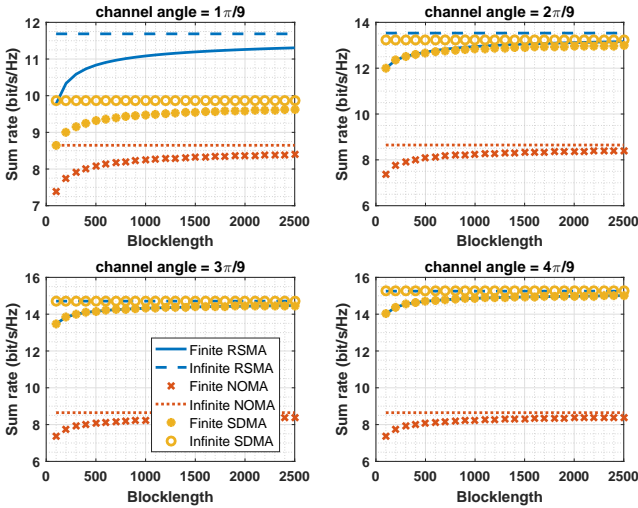 channel angle = 1π/9
12
11
10
9
8
7
0 500 1000 1500 2000 2500
Sum rate (bit/s/Hz)
Blocklength
channel angle = 2π/9
14
12
10
8
6
0 500 1000 1500 2000 2500
Sum rate (bit/s/Hz)
Blocklength
channel angle = 3π/9
16
14
12
10
8
6
0 500 1000 1500 2000 2500
Sum rate (bit/s/Hz)
Blocklength
Finite RSMA
Infinite RSMA
Finite NOMA
Infinite NOMA
Finite SDMA
Infinite SDMA
channel angle = 4π/9
16
14
12
10
8
6
0 500 1000 1500 2000 2500
Sum rate (bit/s/Hz)
Blocklength